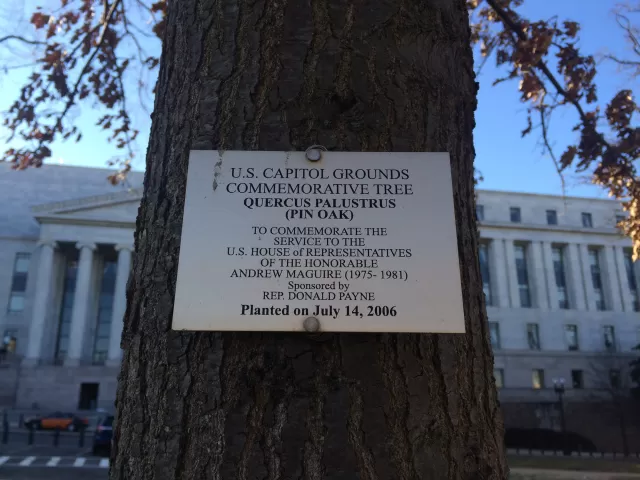 U.S. CAPITOL GROUNDS
COMMEMORATIVE TREE
QUERCUS PALUSTRUS
(PIN OAK)
TO COMMEMORATE THE
SERVICE TO THE
U.S. HOUSE of REPRESENTATIVES
OF THE HONORABLE
ANDREW MAGUIRE (1975- 1981)
Sponsored by
REP. DONALD PAYNE
Planted on July 14, 2006